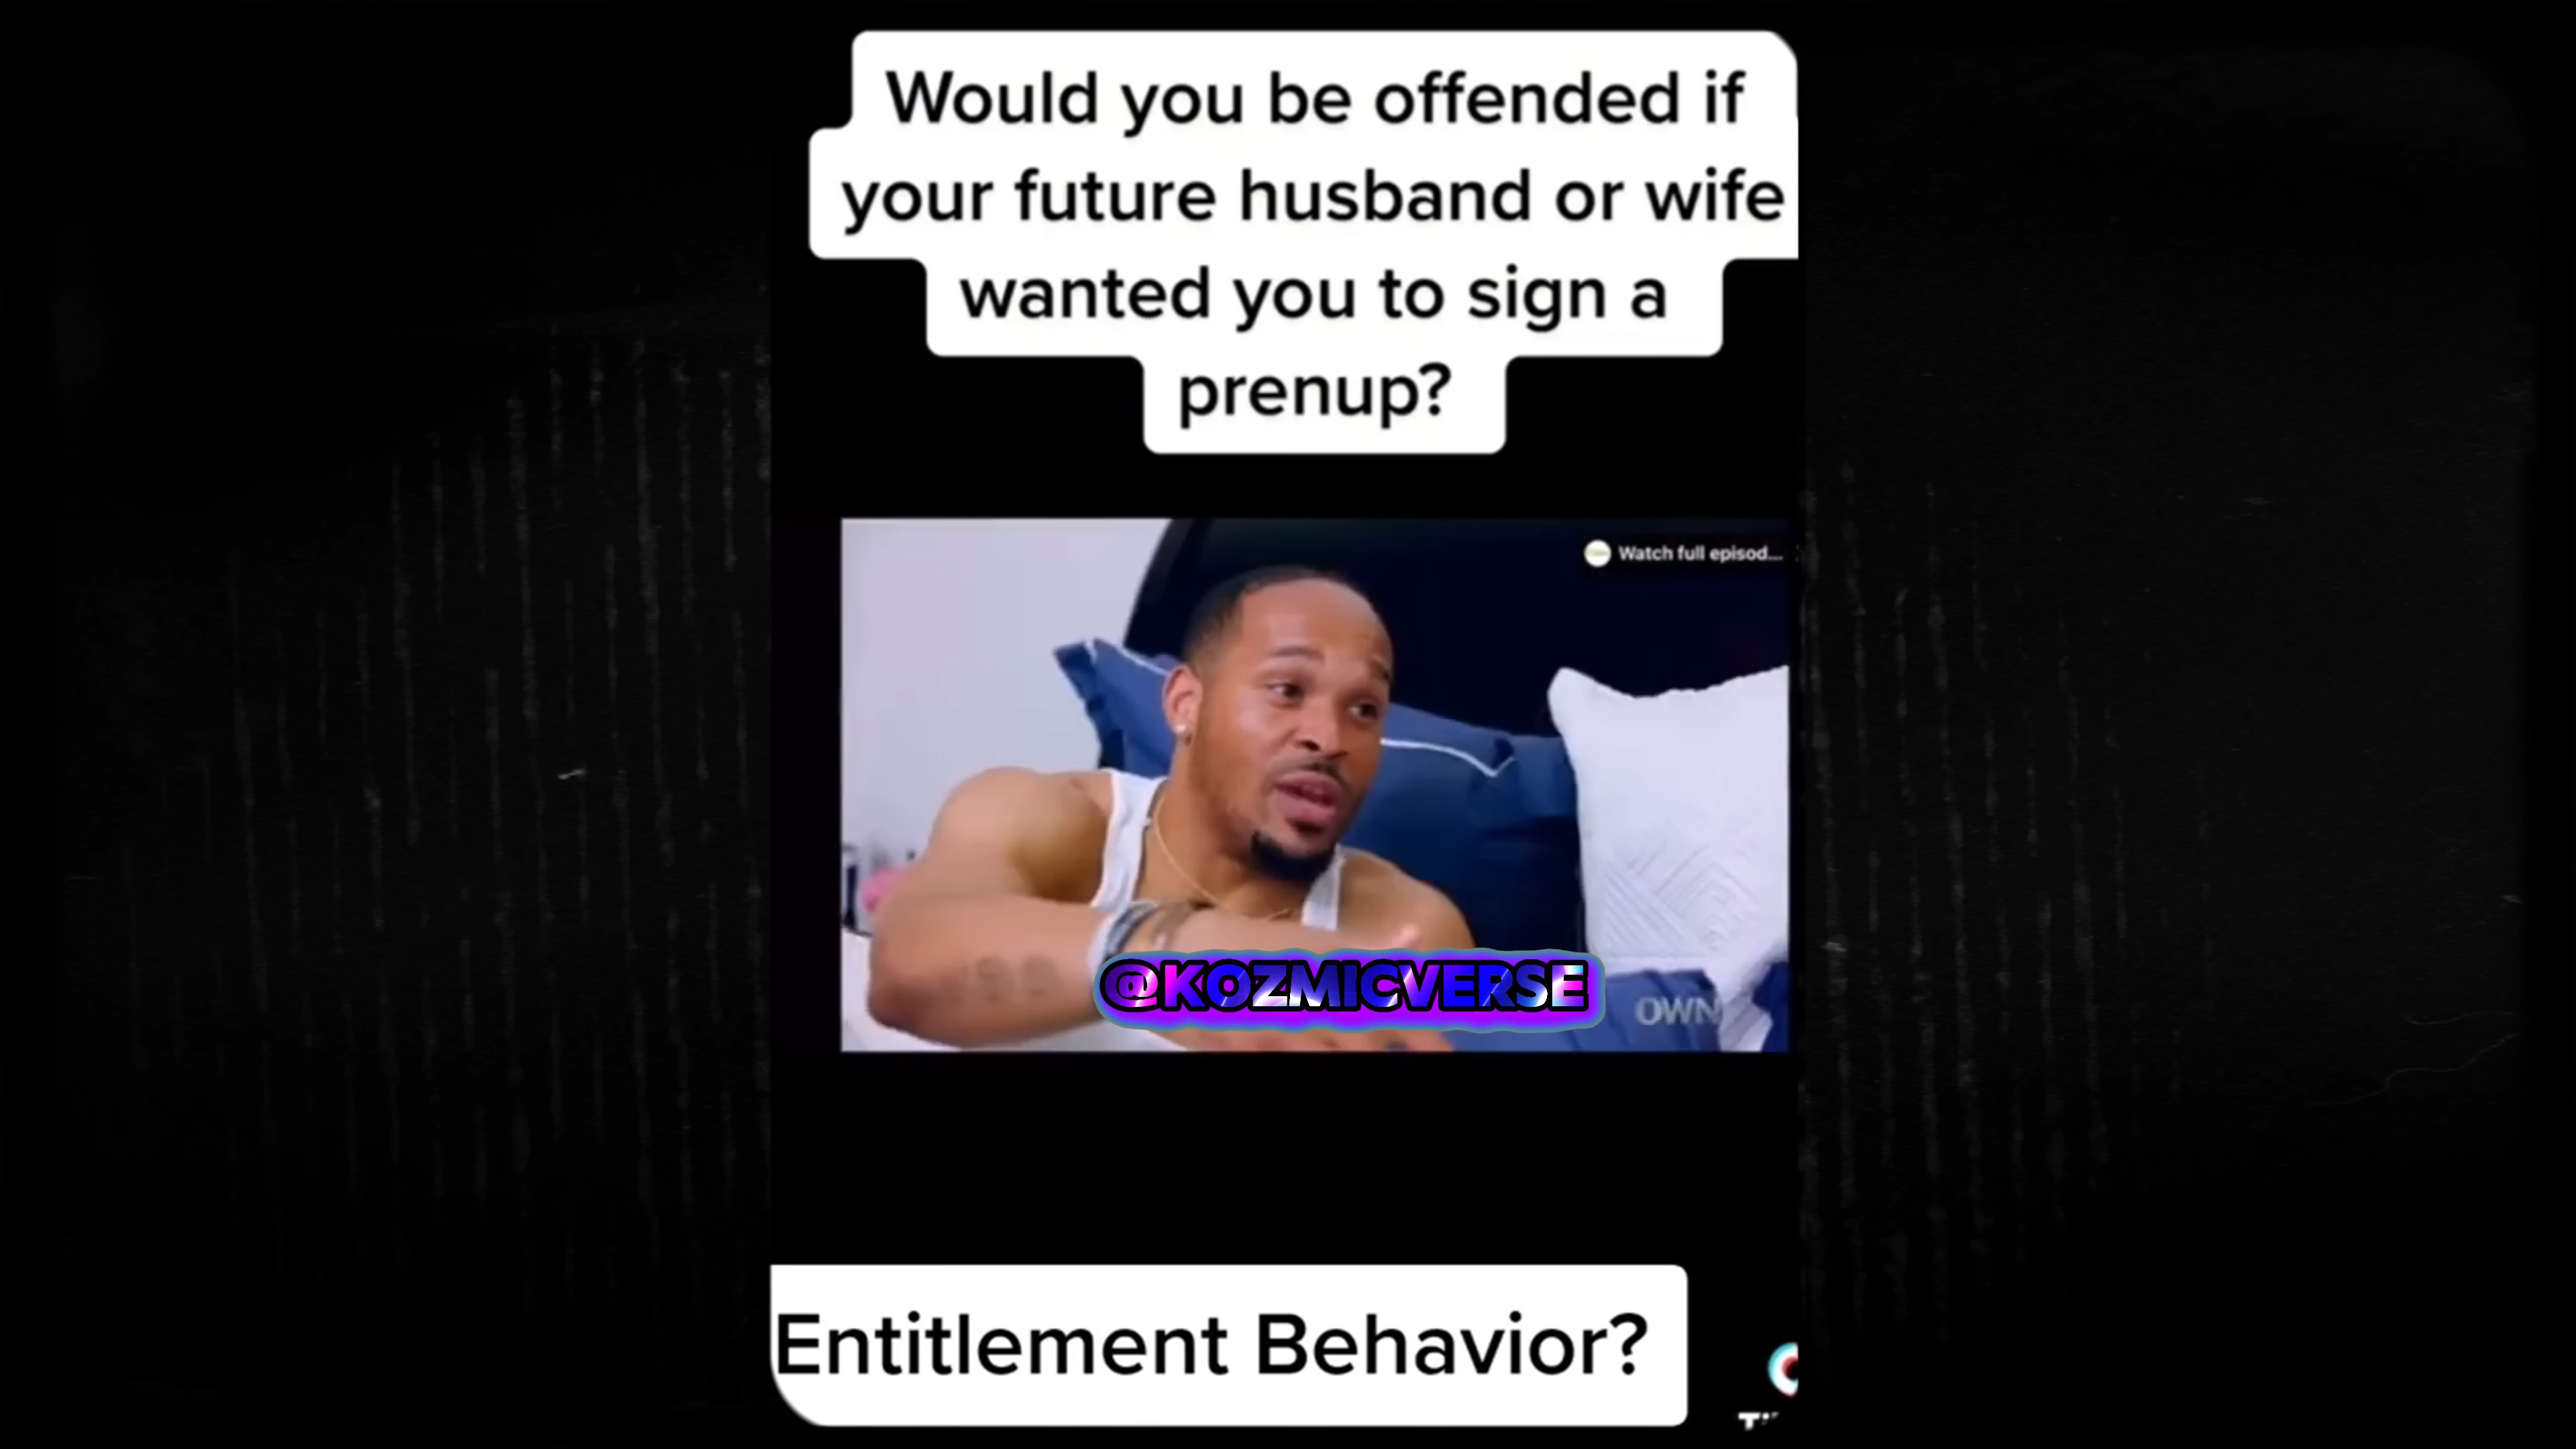 Would you be offended if
your future husband or wife
wanted you to sign a
prenup?
Watch full episod...
@KOZMICVERSE
OWN
Entitlement Behavior?